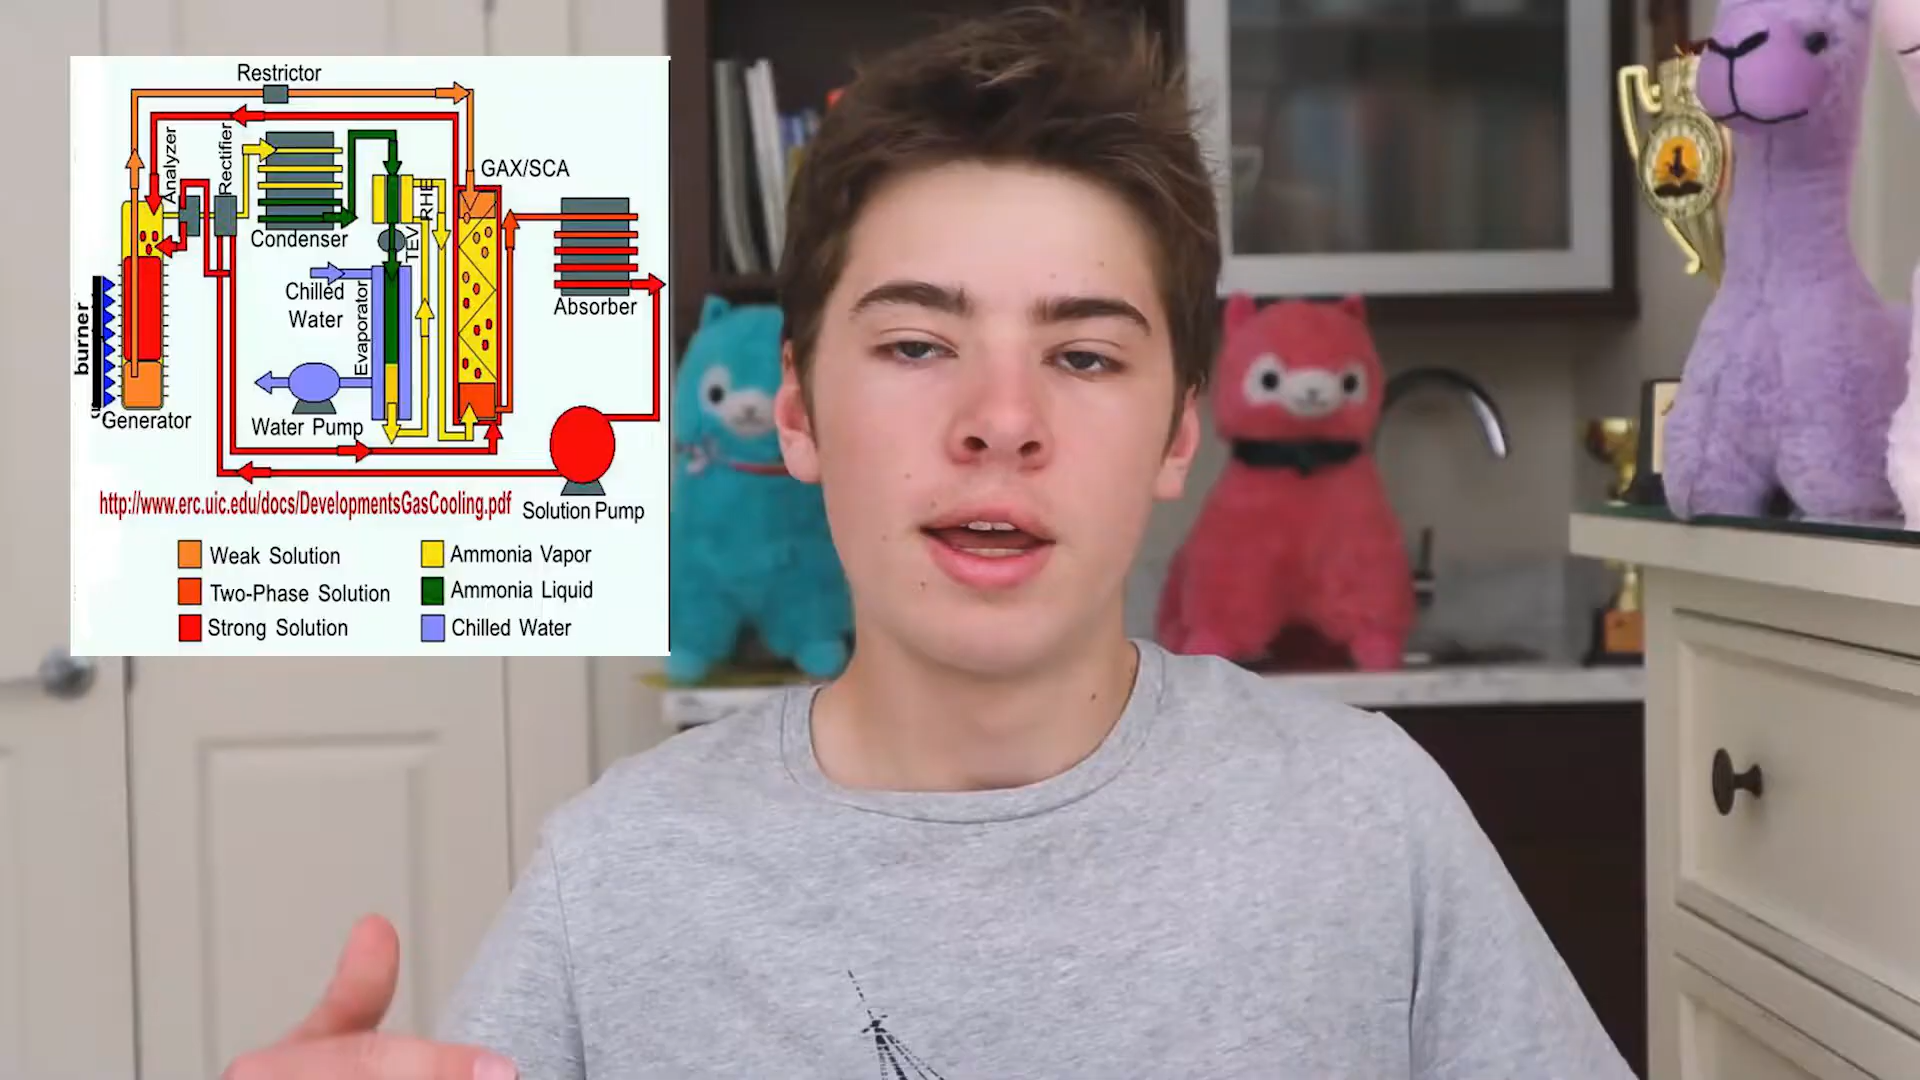 Restrictor
Analyzer
Rectifier
GAX/SCA
RHE
Condenser
TEV
Absorber
Chilled
Water
Evaporator
burner
Generator
Water Pump
http://www.erc.uic.edu/docs/DevelopmentsGasCooling.pdf
Solution Pump
Weak Solution
Ammonia Vapor
Two-Phase Solution
Ammonia Liquid
Strong Solution
Chilled Water